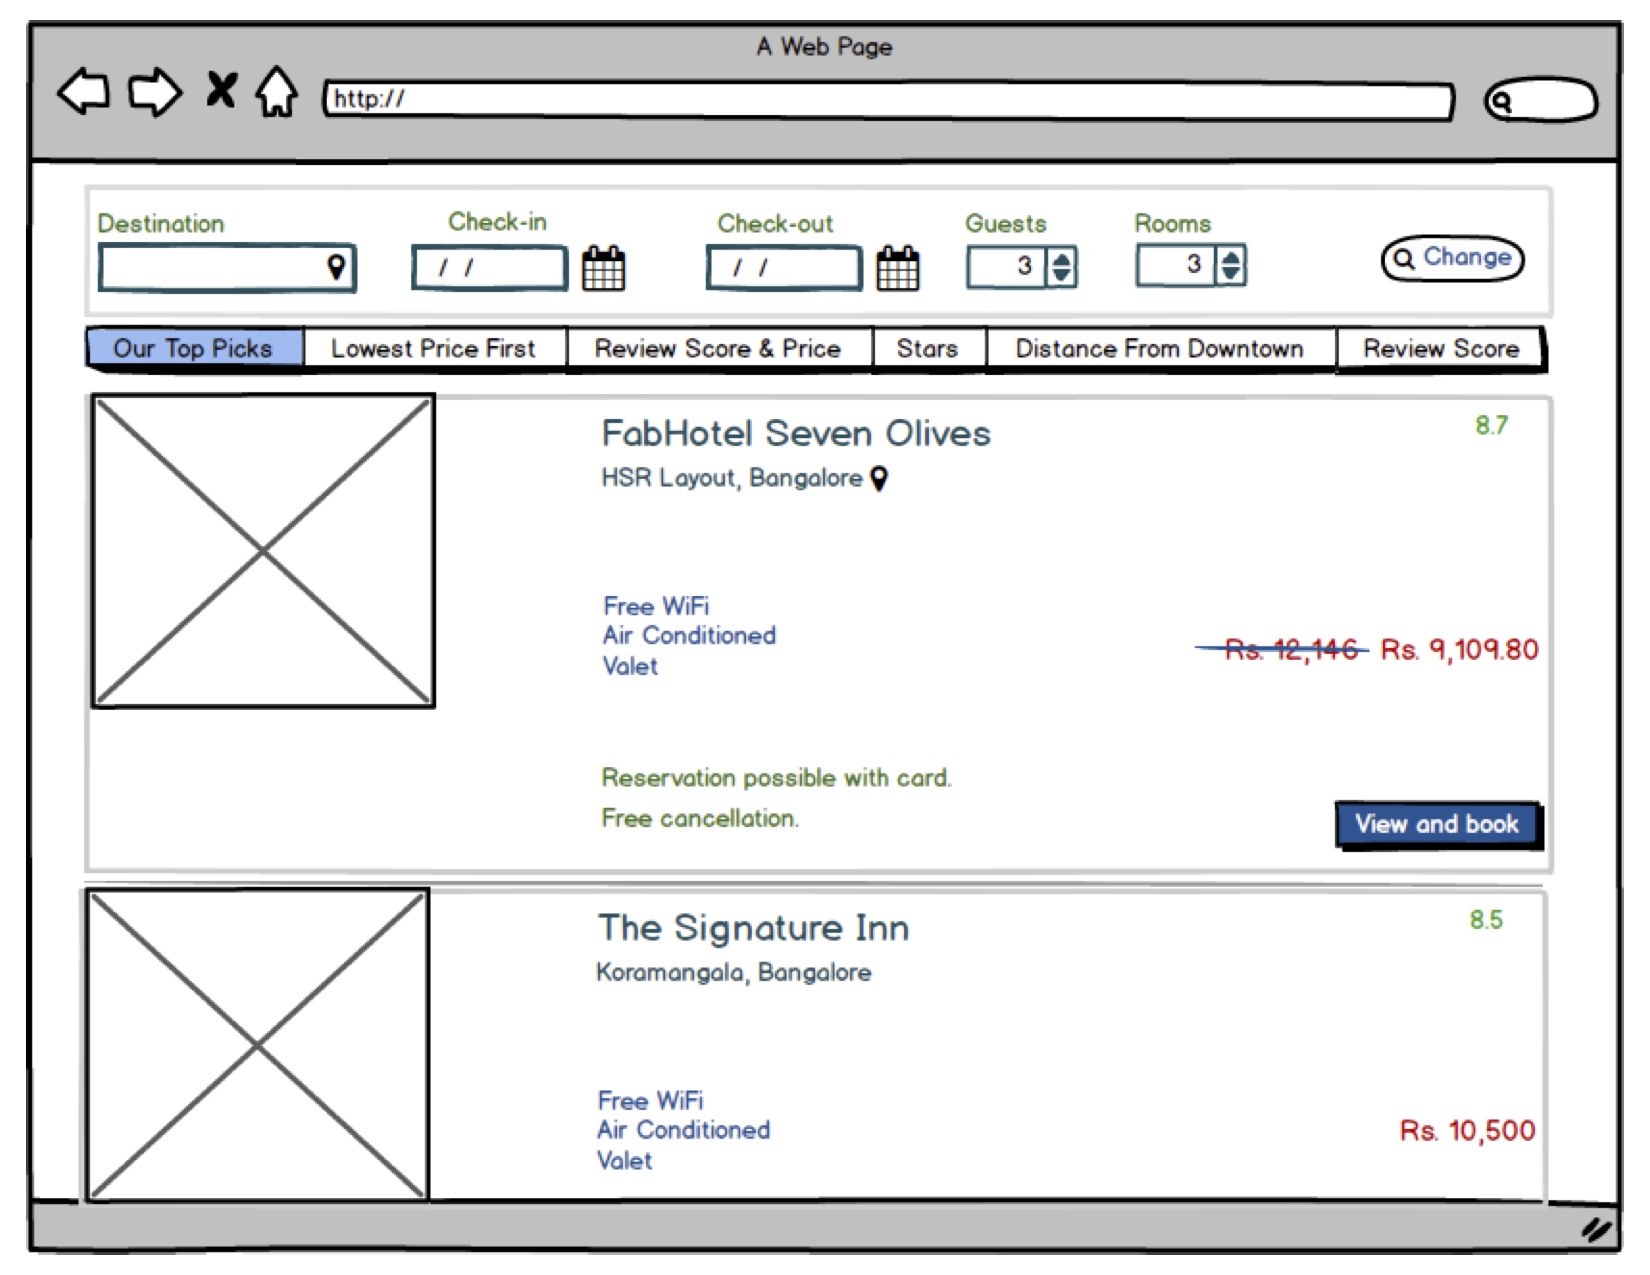 A Web Page
http://
Destination Check-in Check-out Guests Rooms
/ / / / 3 3 Change
Our Top Picks Lowest Price First Review Score & Price Stars Distance From Downtown Review Score
FabHotel Seven Olives 8.7
HSR Layout, Bangalore
Free WiFi
Air Conditioned
Rs. 12,146 Rs. 9,109.80
Valet
Reservation possible with card.
Free cancellation.
View and book
The Signature Inn 8.5
Koramangala, Bangalore
Free WiFi
Air Conditioned
Rs. 10,500
Valet